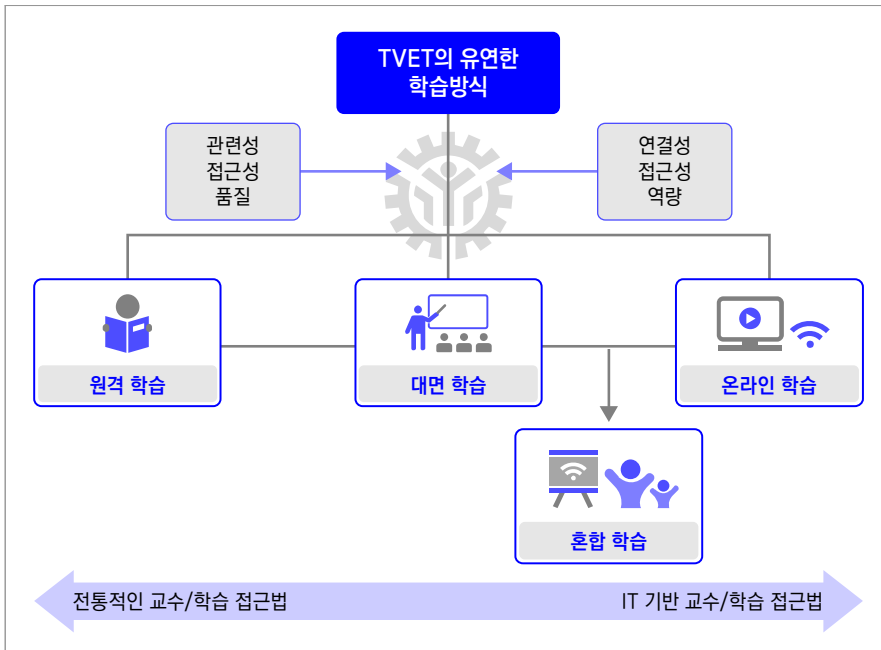 TVET의 유연한
학습방식
관련성
접근성
품질
연결성
접근성
역량
원격 학습
대면 학습
온라인 학습
혼합 학습
전통적인 교수/학습 접근법
IT 기반 교수/학습 접근법